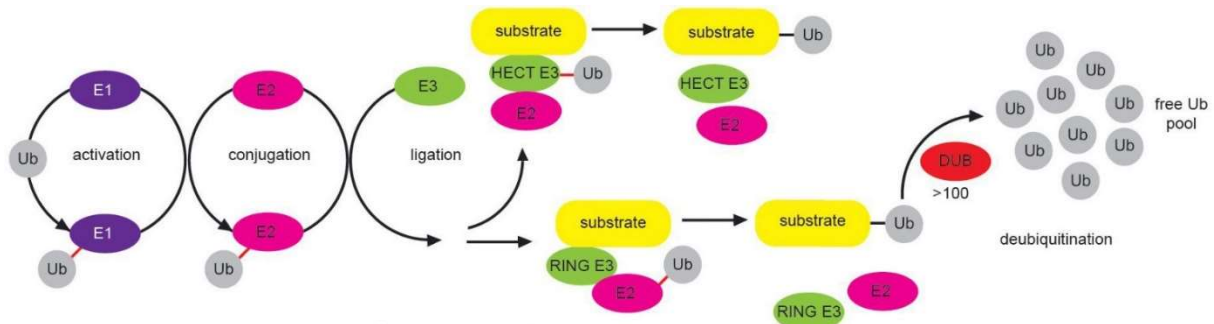 E1
Ub
activation
E1
Ub
E2
conjugation
E2
Ub
E3
ligation
substrate
HECT E3
Ub
E2
substrate
Ub
HECT E3
E2
substrate
RING E3
Ub
E2
substrate
Ub
RING E3
E2
DUB
>100
Ub
Ub
Ub
Ub
Ub
Ub
Ub
Ub
Ub
free Ub
pool
deubiquitination